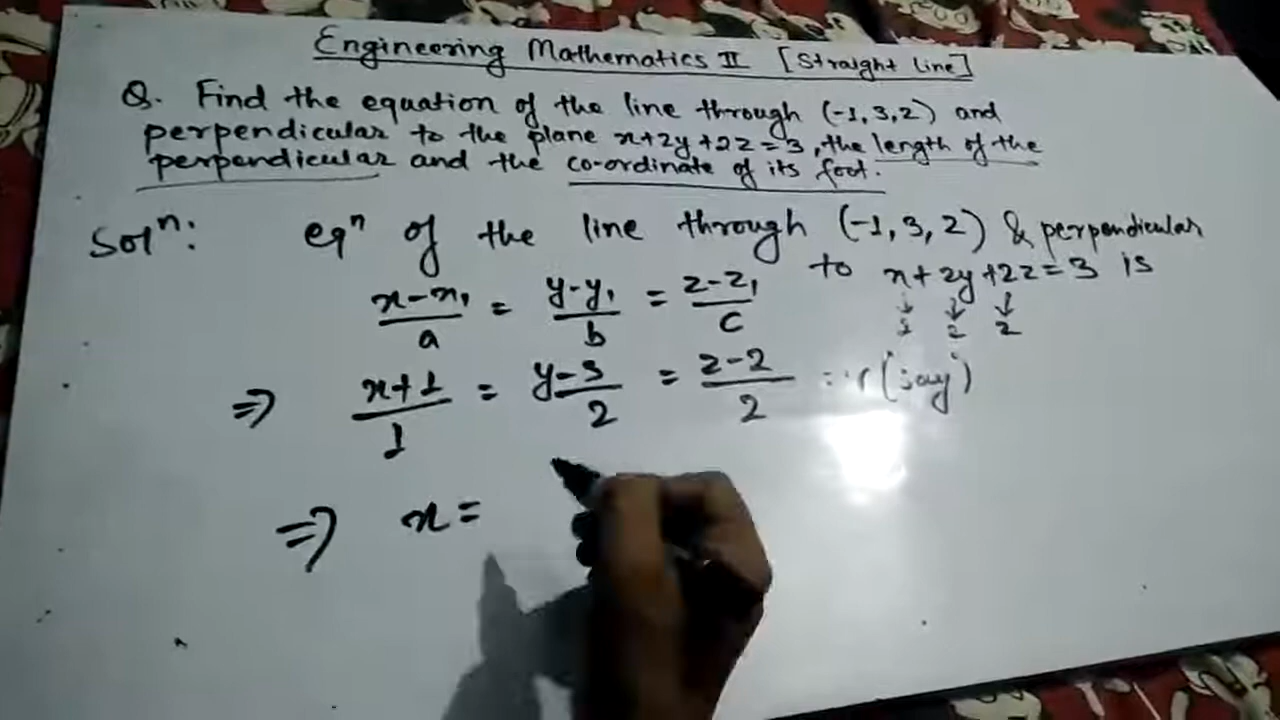 Engineering Mathematics II [Straight Line]
Q. Find the equation of the line through (-1,3,2) and
perpendicular to the plane x+2y+2z=3, the length of the
perpendicular and the co-ordinate of its foot.
Solⁿ: eqⁿ of the line through (-1,3,2) & perpendicular
to x+2y+2z=3 is
1 2 2
x-x₁/a = y-y₁/b = z-z₁/c
⇒ x+1/1 = y-3/2 = z-2/2 = r (say)
⇒ x=